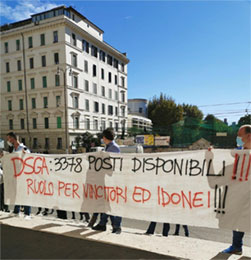 DSGA: 3378 POSTI DISPONIBILI !!!
RUOLO PER VINCITORI ED IDONEI!!!